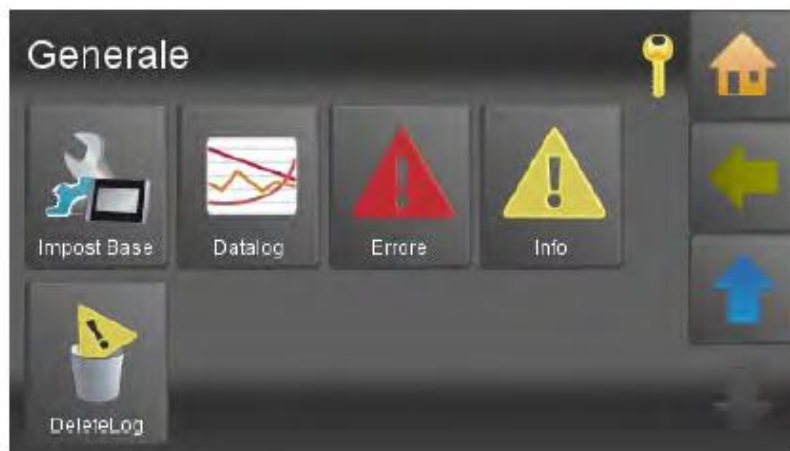 Generale
Impost Base
Datalog
Errore
Info
DeleteLog